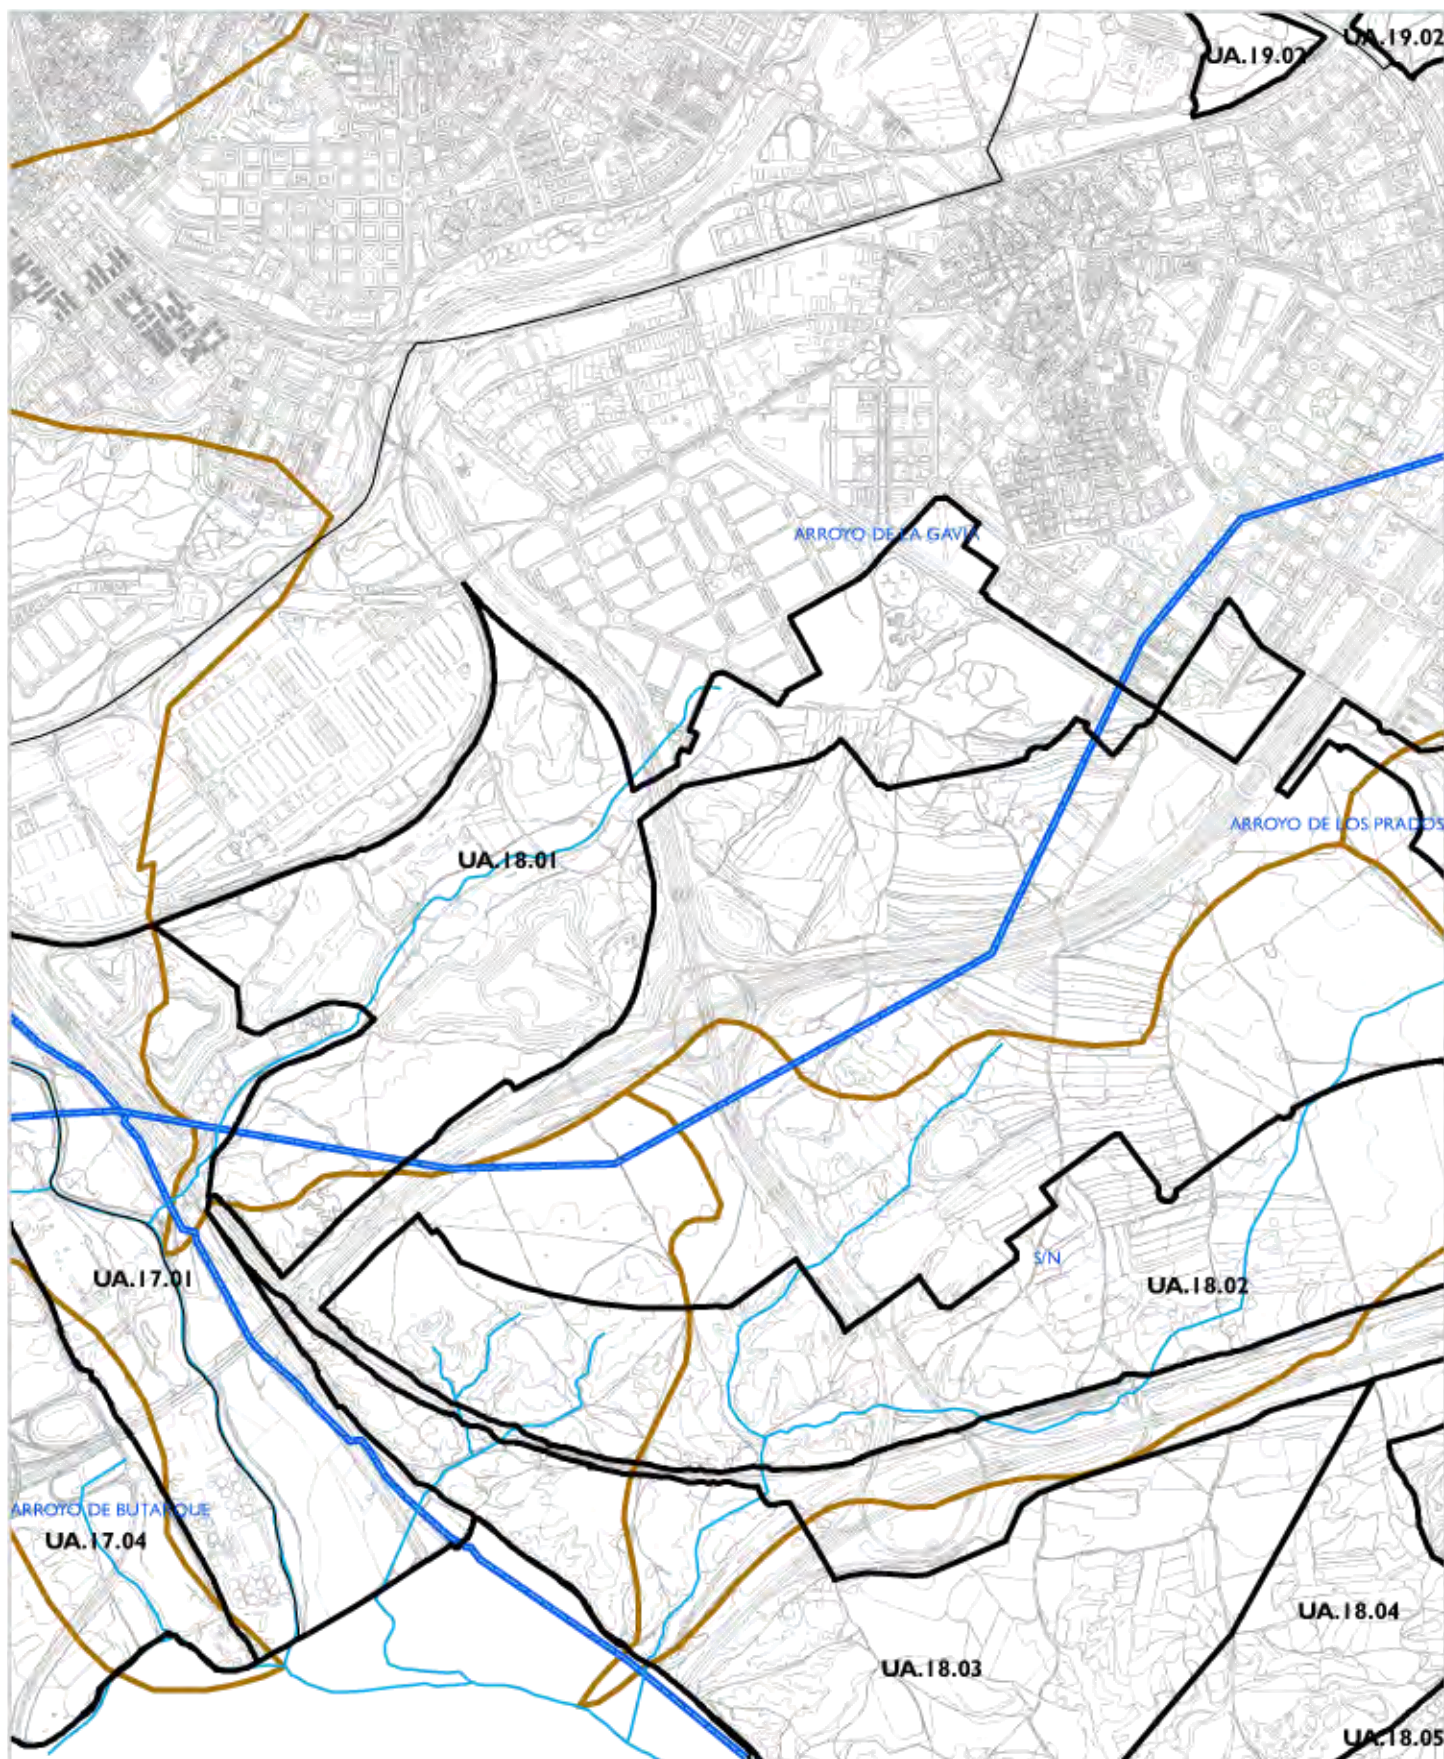 UA.19.02
UA.19.02
ARROYO DE LA GAVIA
ARROYO DE LOS PRADOS
UA.18.01
S/N
UA.17.01
UA.18.02
ARROYO DE BUTARQUE
UA.17.04
UA.18.04
UA.18.03
UA.18.05